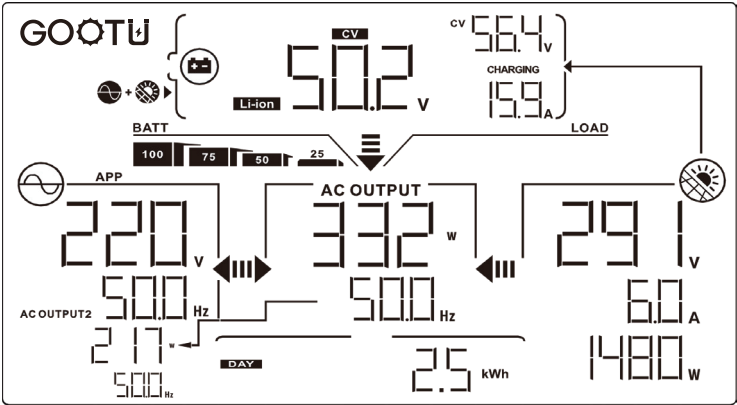 GOOTU
CV
50.2 V
Li-ion
CV 56.4 V
CHARGING
15.9 A
BATT
LOAD
100 75 50 25
APP
AC OUTPUT
220 V
332 W
291 V
50.0 Hz
50.0 Hz
6.0 A
AC OUTPUT2
217 W
1480 W
50.0 Hz
DAY
2.5 kWh